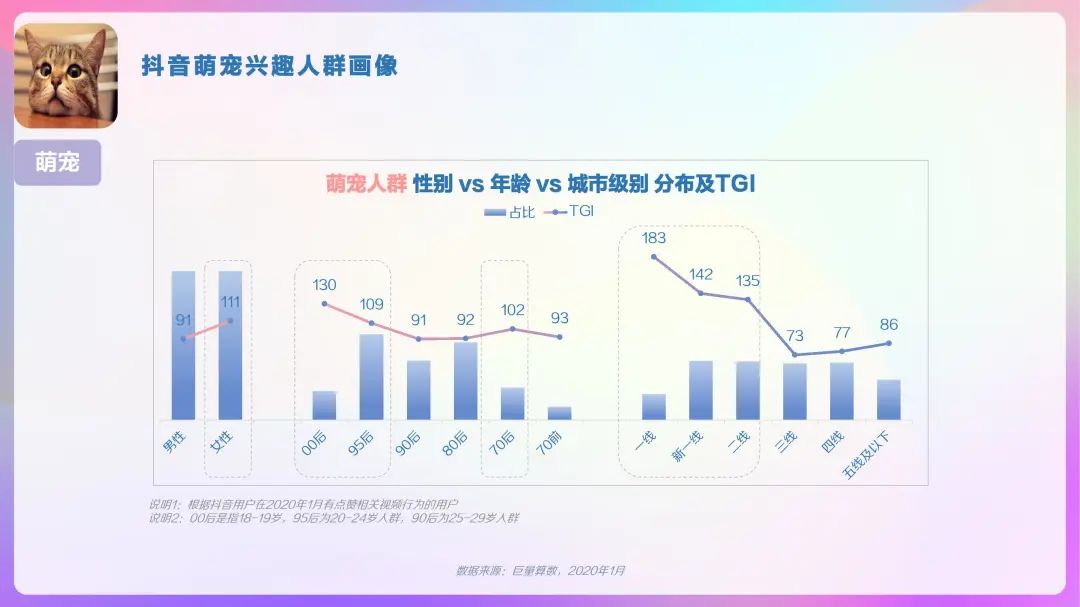 抖音萌宠兴趣人群画像
萌宠
萌宠人群 性别 vs 年龄 vs 城市级别 分布及TGI
占比 TGI
91 111 130 109 91 92 102 93 183 142 135 73 77 86
男性 女性 00后 95后 90后 80后 70后 70前 一线 新一线 二线 三线 四线 五线及以下
说明1：根据抖音用户在2020年1月有点赞相关视频行为的用户
说明2：00后是指18-19岁，95后为20-24岁人群，90后为25-29岁人群
数据来源：巨量算数，2020年1月